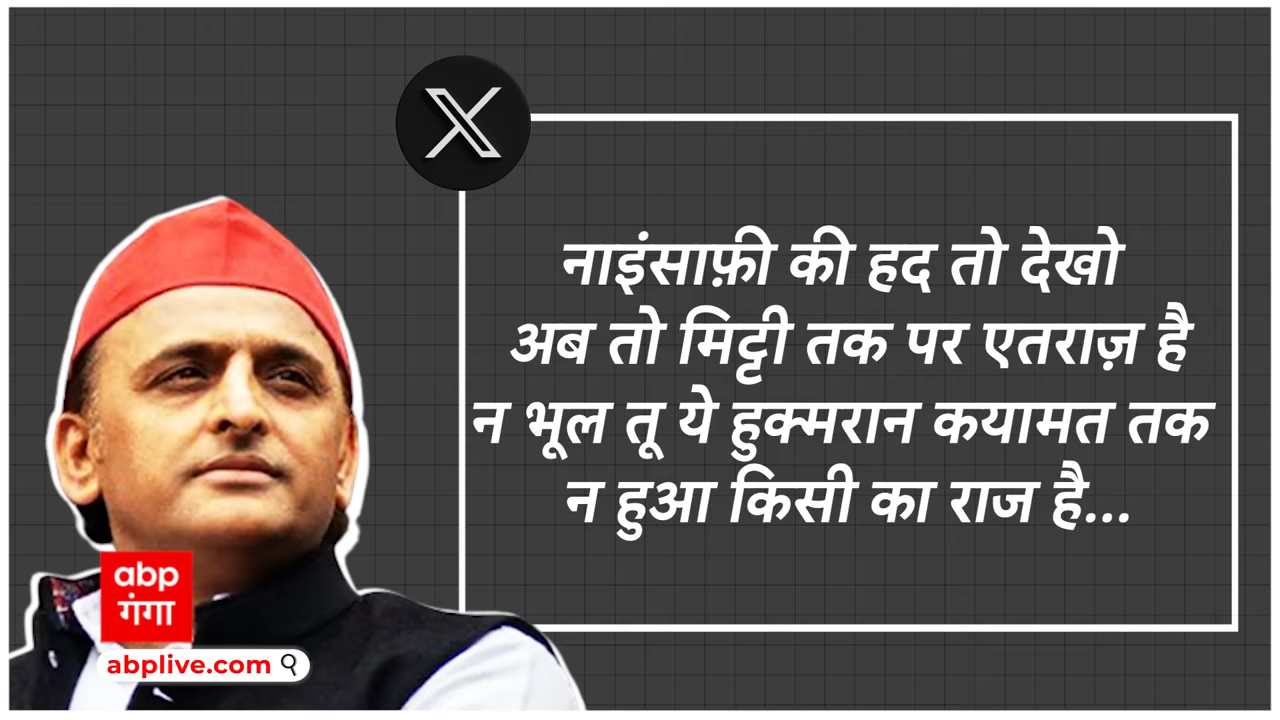 नाइंसाफ़ी की हद तो देखो
अब तो मिट्टी तक पर एतराज़ है
न भूल तू ये हुक्मरान कयामत तक
न हुआ किसी का राज है...
abp
गंगा
abplive.com